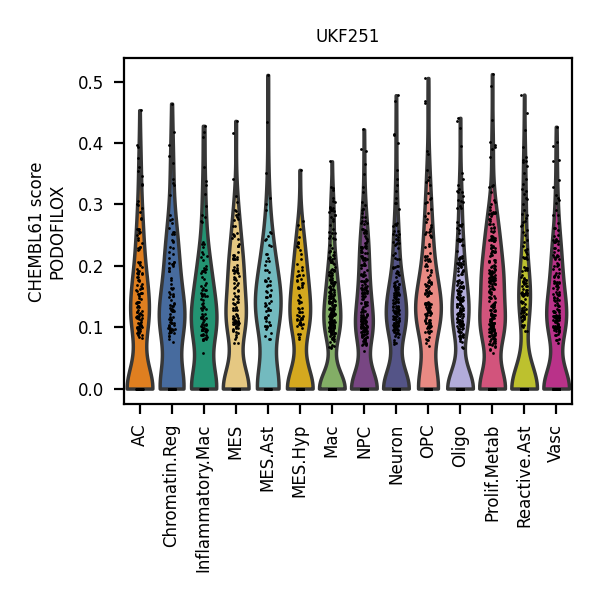 UKF251
CHEMBL61 score
PODOFILOX
0.5
0.4
0.3
0.2
0.1
0.0
AC
Chromatin.Reg
Inflammatory.Mac
MES
MES.Ast
MES.Hyp
Mac
NPC
Neuron
OPC
Oligo
Prolif.Metab
Reactive.Ast
Vasc